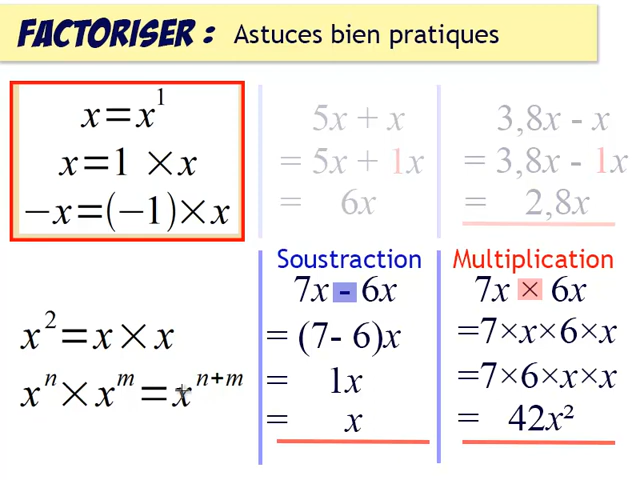 FACTORISER : Astuces bien pratiques
x = x¹
x = 1 × x
−x = (−1) × x
5x + x
= 5x + 1x
= 6x
3,8x - x
= 3,8x - 1x
= 2,8x
x² = x × x
xⁿ × xᵐ = xⁿ⁺ᵐ
Soustraction
7x - 6x
= (7- 6)x
= 1x
= x
Multiplication
7x × 6x
=7×x×6×x
=7×6×x×x
= 42x²